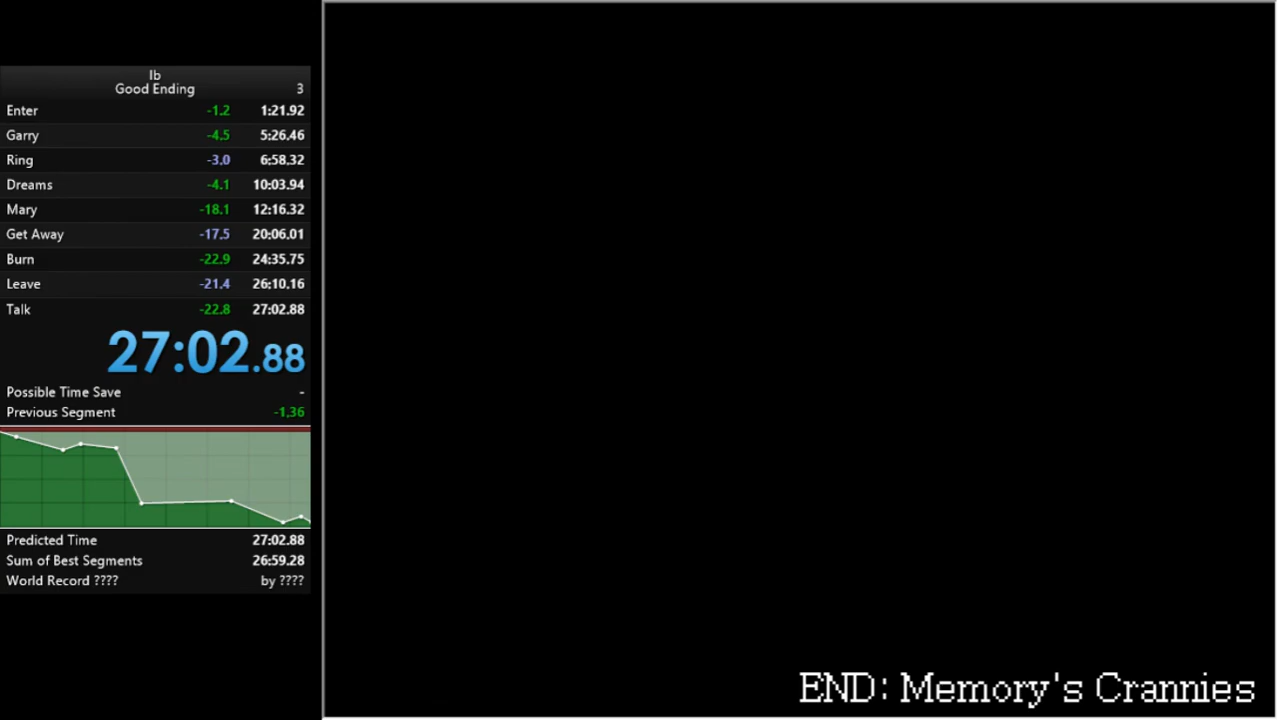 Ib
Good Ending 3
Enter -1.2 1:21.92
Garry -4.5 5:26.46
Ring -3.0 6:58.32
Dreams -4.1 10:03.94
Mary -18.1 12:16.32
Get Away -17.5 20:06.01
Burn -22.9 24:35.75
Leave -21.4 26:10.16
Talk -22.8 27:02.88
27:02.88
Possible Time Save -
Previous Segment -1.36
Predicted Time 27:02.88
Sum of Best Segments 26:59.28
World Record ???? by ????
END: Memory's Crannies